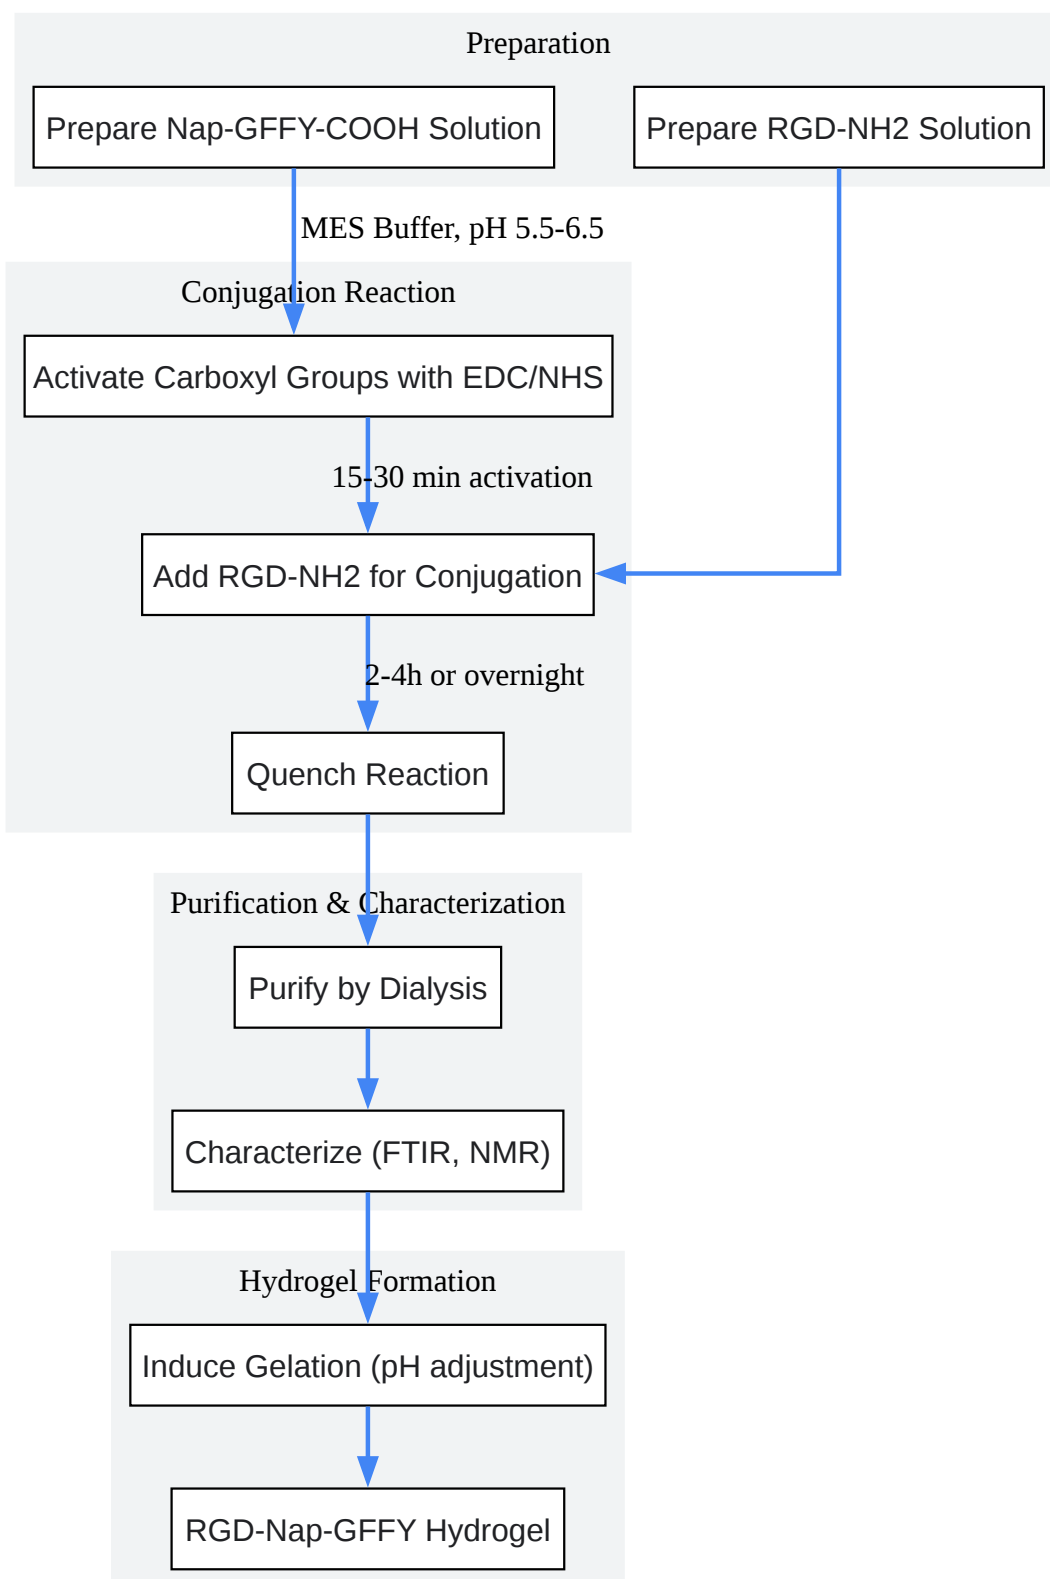 Preparation
Prepare Nap-GFFY-COOH Solution
Prepare RGD-NH2 Solution
MES Buffer, pH 5.5-6.5
Conjugation Reaction
Activate Carboxyl Groups with EDC/NHS
15-30 min activation
Add RGD-NH2 for Conjugation
2-4h or overnight
Quench Reaction
Purification & Characterization
Purify by Dialysis
Characterize (FTIR, NMR)
Hydrogel Formation
Induce Gelation (pH adjustment)
RGD-Nap-GFFY Hydrogel